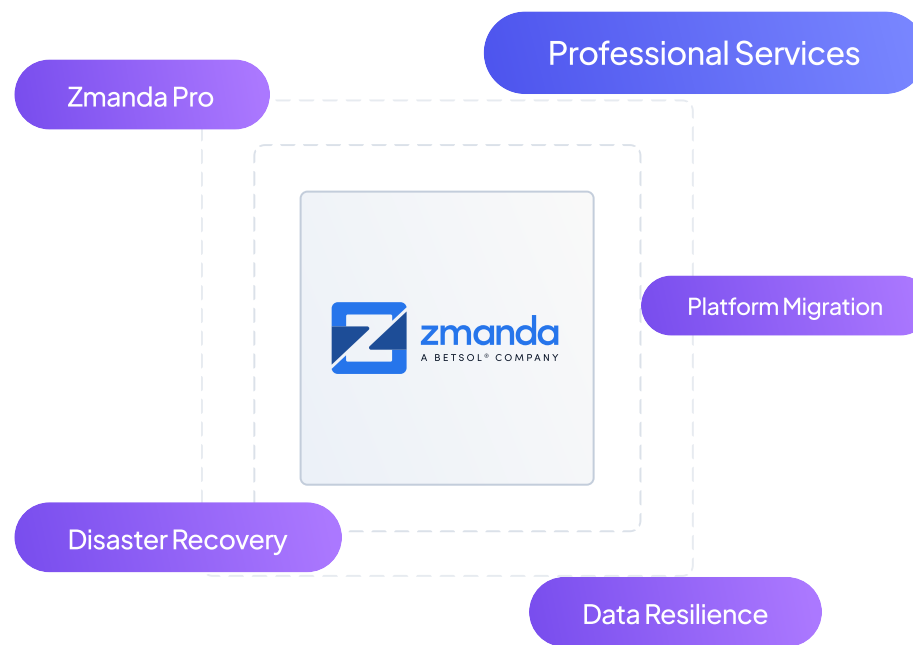 Professional Services
Zmanda Pro
Platform Migration
zmanda
A BETSOL® COMPANY
Disaster Recovery
Data Resilience